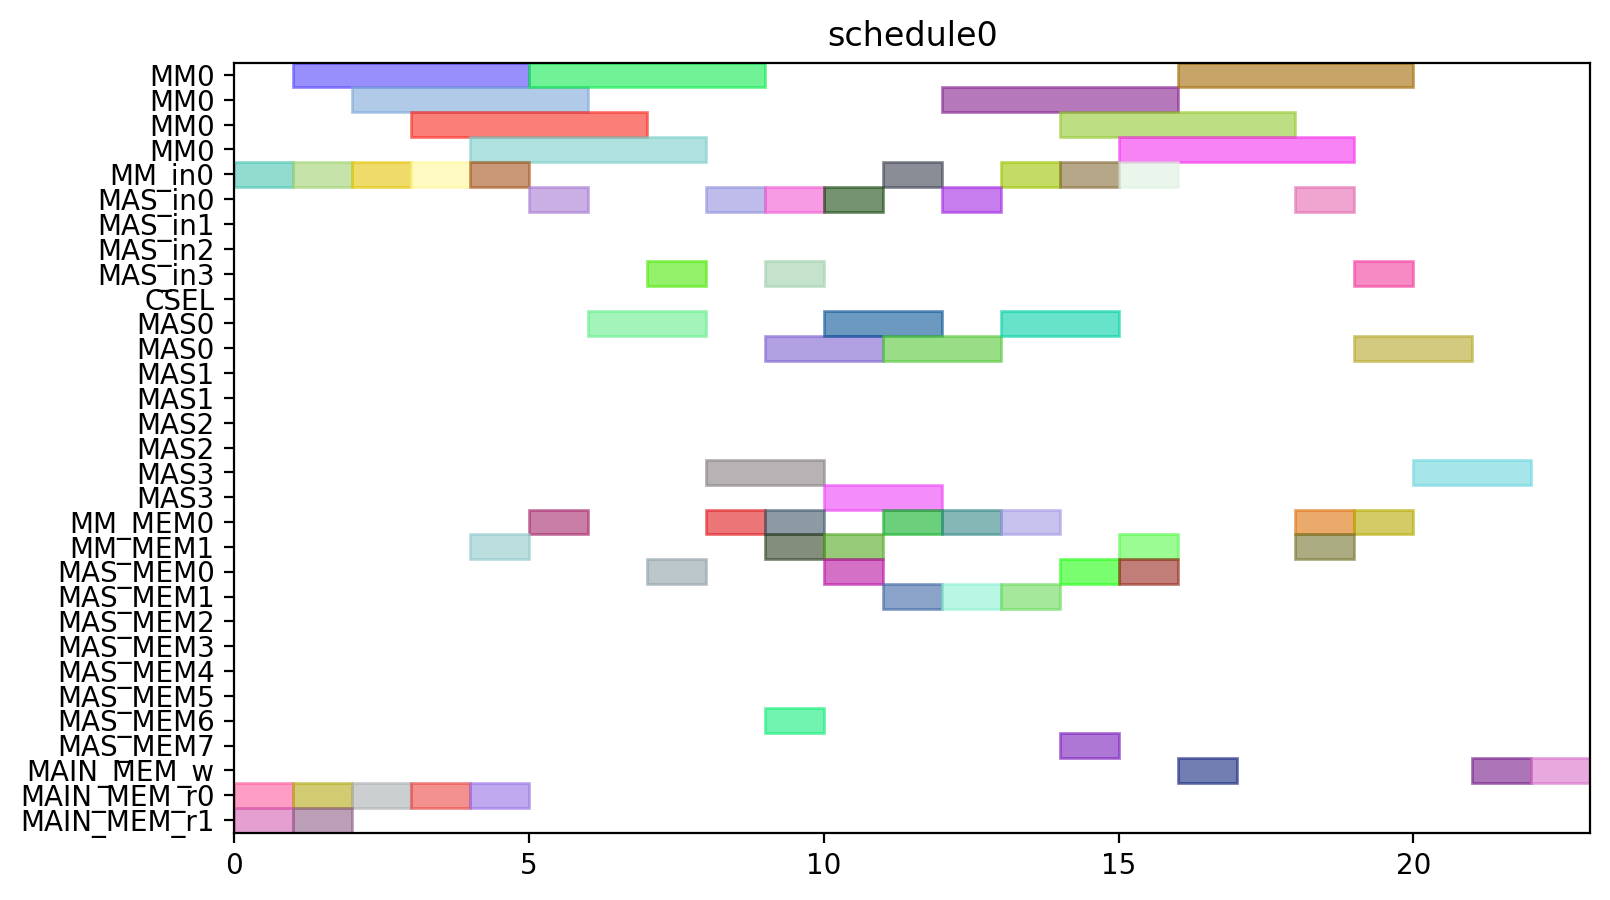 schedule0
MM0
MM0
MM0
MM0
MM_in0
MAS_in0
MAS_in1
MAS_in2
MAS_in3
CSEL
MAS0
MAS0
MAS1
MAS1
MAS2
MAS2
MAS3
MAS3
MM_MEM0
MM_MEM1
MAS_MEM0
MAS_MEM1
MAS_MEM2
MAS_MEM3
MAS_MEM4
MAS_MEM5
MAS_MEM6
MAS_MEM7
MAIN_MEM_w
MAIN_MEM_r0
MAIN_MEM_r1
0 5 10 15 20